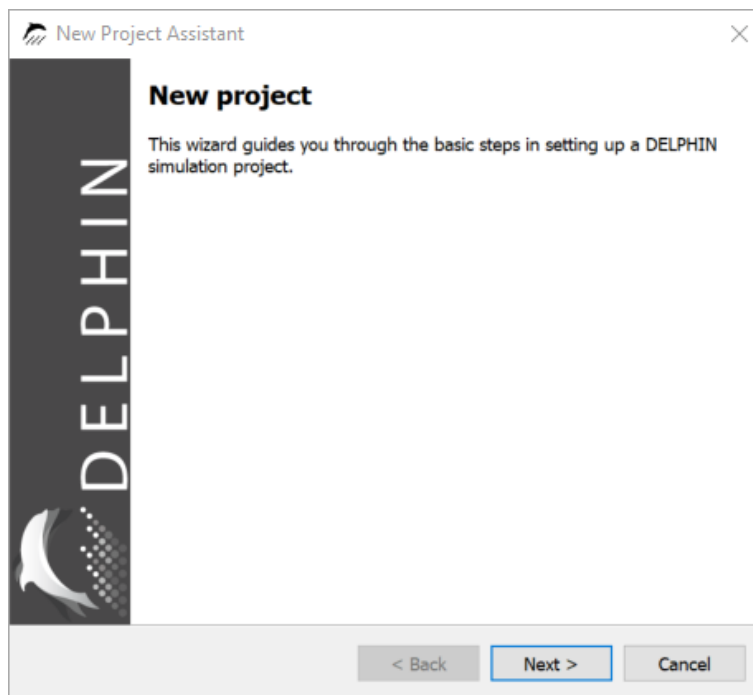 New Project Assistant
New project
This wizard guides you through the basic steps in setting up a DELPHIN
simulation project.
DELPHIN
< Back
Next >
Cancel